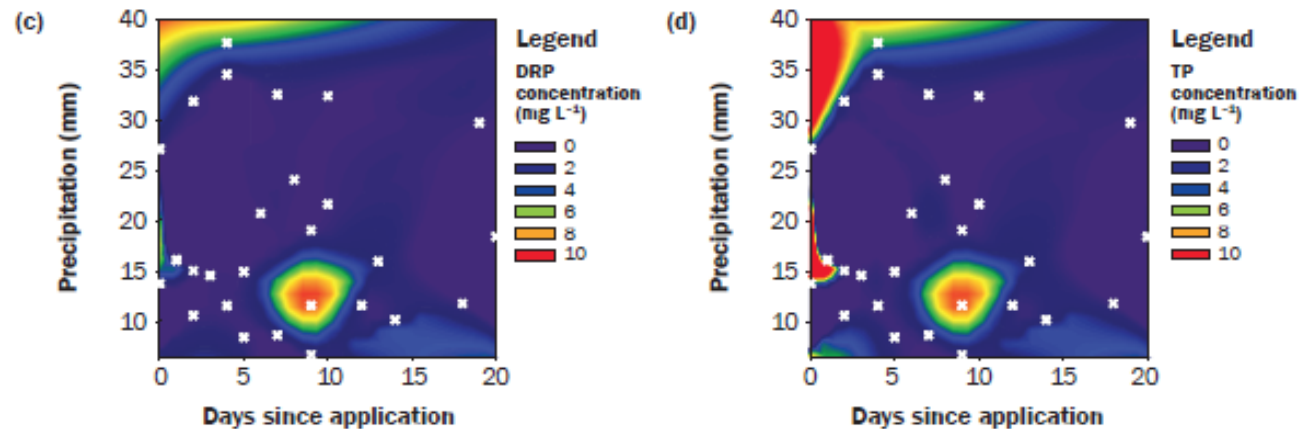 (c)
Precipitation (mm)
40
35
30
25
20
15
10
0 5 10 15 20
Days since application
Legend
DRP
concentration
(mg L⁻¹)
0
2
4
6
8
10
(d)
Precipitation (mm)
40
35
30
25
20
15
10
0 5 10 15 20
Days since application
Legend
TP
concentration
(mg L⁻¹)
0
2
4
6
8
10